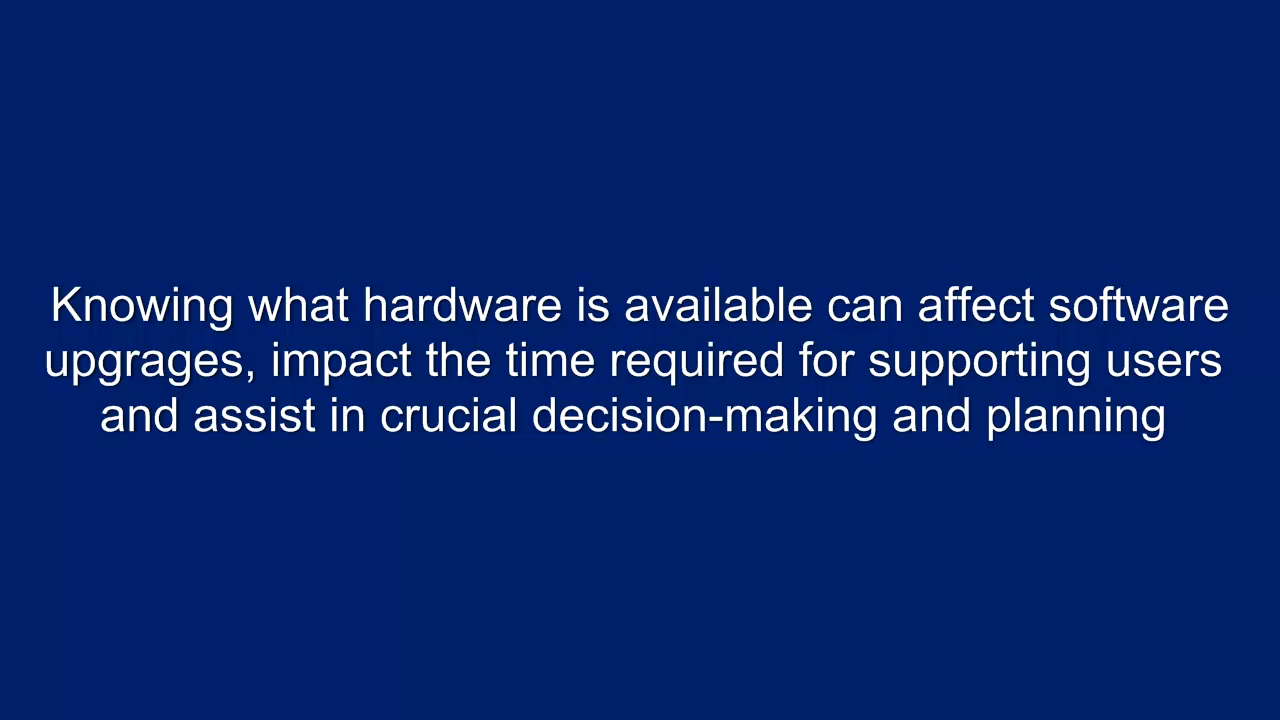 Knowing what hardware is available can affect software
upgrages, impact the time required for supporting users
and assist in crucial decision-making and planning